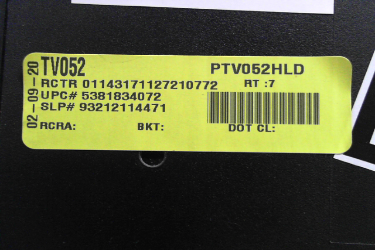 02-09-20
TV052 PTV052HLD
RCTR 01143171127210772 RT :7
UPC# 5381834072
SLP# 93212114471
RCRA: BKT: DOT CL: